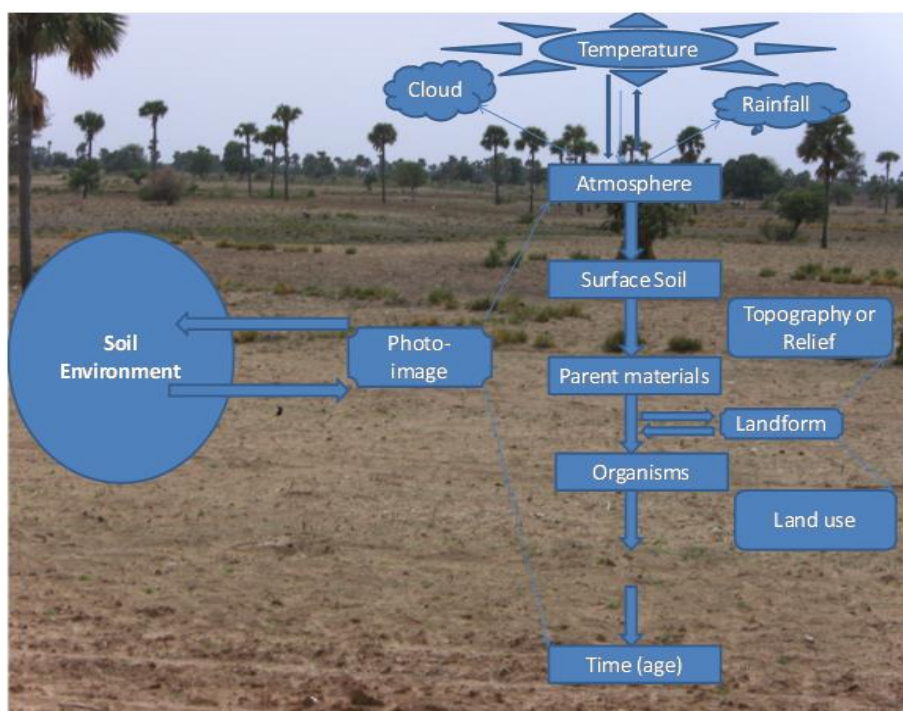 Temperature
Cloud
Rainfall
Atmosphere
Surface Soil
Topography or
Relief
Soil
Environment
Photo-
image
Parent materials
Landform
Organisms
Land use
Time (age)